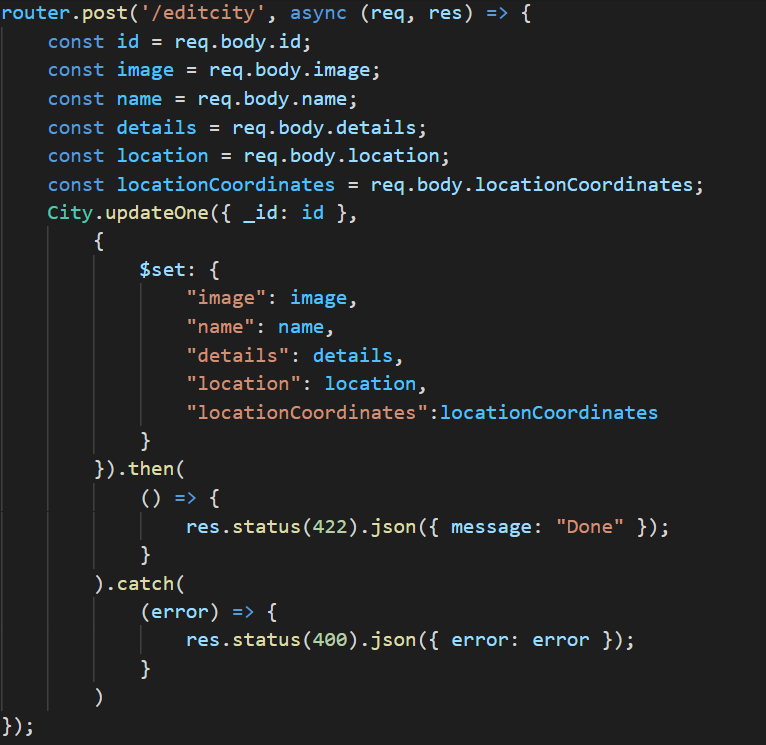 router.post('/editcity', async (req, res) => {
    const id = req.body.id;
    const image = req.body.image;
    const name = req.body.name;
    const details = req.body.details;
    const location = req.body.location;
    const locationCoordinates = req.body.locationCoordinates;
    City.updateOne({ _id: id },
        {
            $set: {
                "image": image,
                "name": name,
                "details": details,
                "location": location,
                "locationCoordinates":locationCoordinates
            }
        }).then(
            () => {
                res.status(422).json({ message: "Done" });
            }
        ).catch(
            (error) => {
                res.status(400).json({ error: error });
            }
        )
});